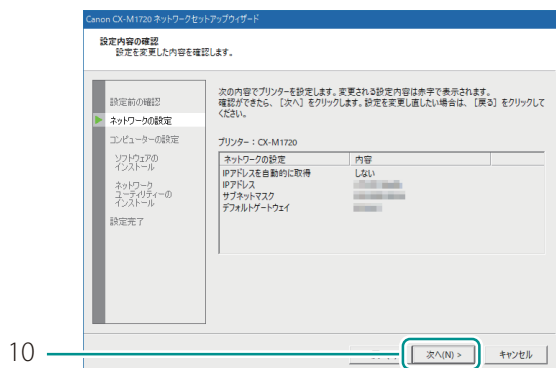 Canon CX-M1720 ネットワークセットアップウィザード
設定内容の確認
設定を変更した内容を確認します。
設定前の確認
ネットワークの設定
コンピューターの設定
ソフトウェアの
インストール
ネットワーク
ユーティリティーの
インストール
設定完了
次の内容でプリンターを設定します。変更される設定内容は赤字で表示されます。
確認ができたら、［次へ］をクリックします。設定を変更し直したい場合は、［戻る］をクリックして
ください。
プリンター：CX-M1720
ネットワークの設定 内容
IPアドレスを自動的に取得 しない
IPアドレス
サブネットマスク
デフォルトゲートウェイ
10
次へ(N) > キャンセル